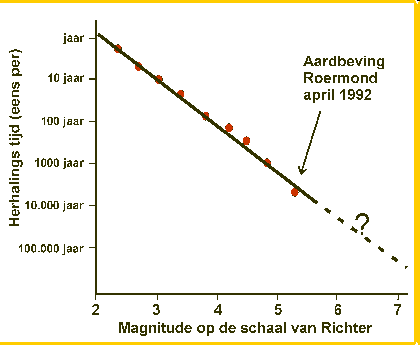 Herhalings tijd (eens per)
jaar
10 jaar
100 jaar
1000 jaar
10.000 jaar
100.000 jaar
Aardbeving
Roermond
april 1992
?
2 3 4 5 6 7
Magnitude op de schaal van Richter